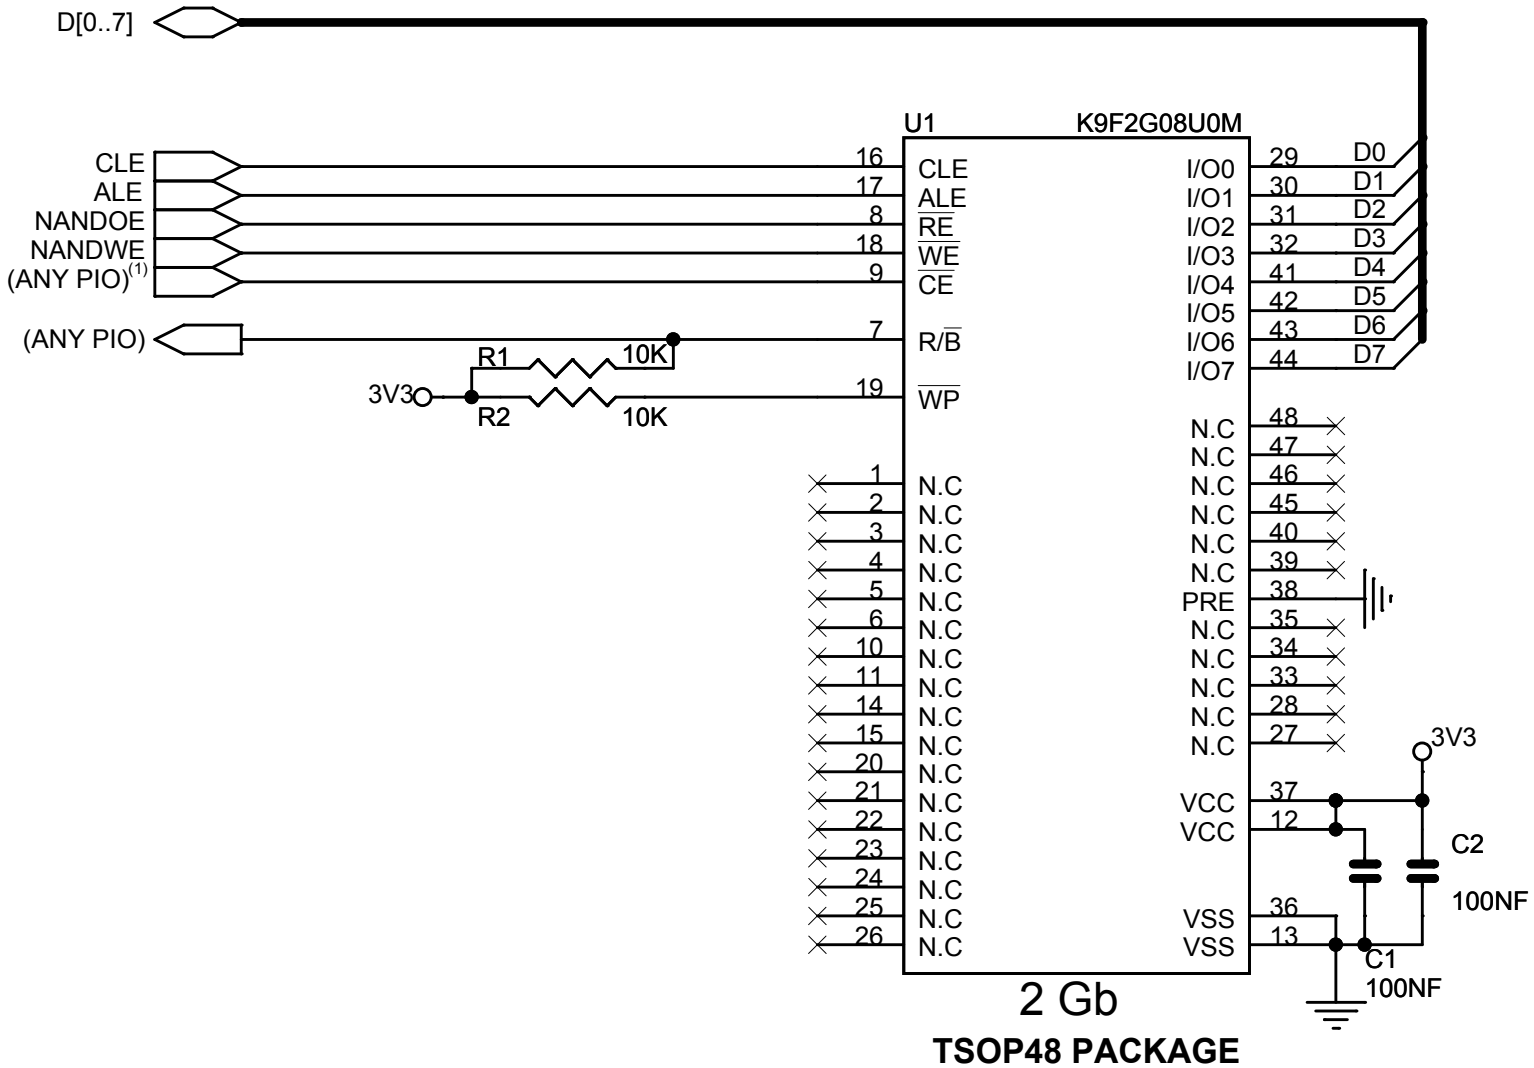 D[0..7]
U1 K9F2G08U0M
CLE 16 CLE I/O0 29 D0
ALE 17 ALE I/O1 30 D1
NANDOE 8 RE I/O2 31 D2
NANDWE 18 WE I/O3 32 D3
(ANY PIO)(1) 9 CE I/O4 41 D4
I/O5 42 D5
(ANY PIO) 7 R/B I/O6 43 D6
R1 10K I/O7 44 D7
3V3 19 WP
R2 10K
N.C 48
N.C 47
1 N.C N.C 46
2 N.C N.C 45
3 N.C N.C 40
4 N.C N.C 39
5 N.C PRE 38
6 N.C N.C 35
10 N.C N.C 34
11 N.C N.C 33
14 N.C N.C 28
15 N.C N.C 27
3V3
20 N.C
21 N.C VCC 37
22 N.C VCC 12
C2
23 N.C
24 N.C
100NF
25 N.C VSS 36
26 N.C VSS 13
C1
100NF
2 Gb
TSOP48 PACKAGE